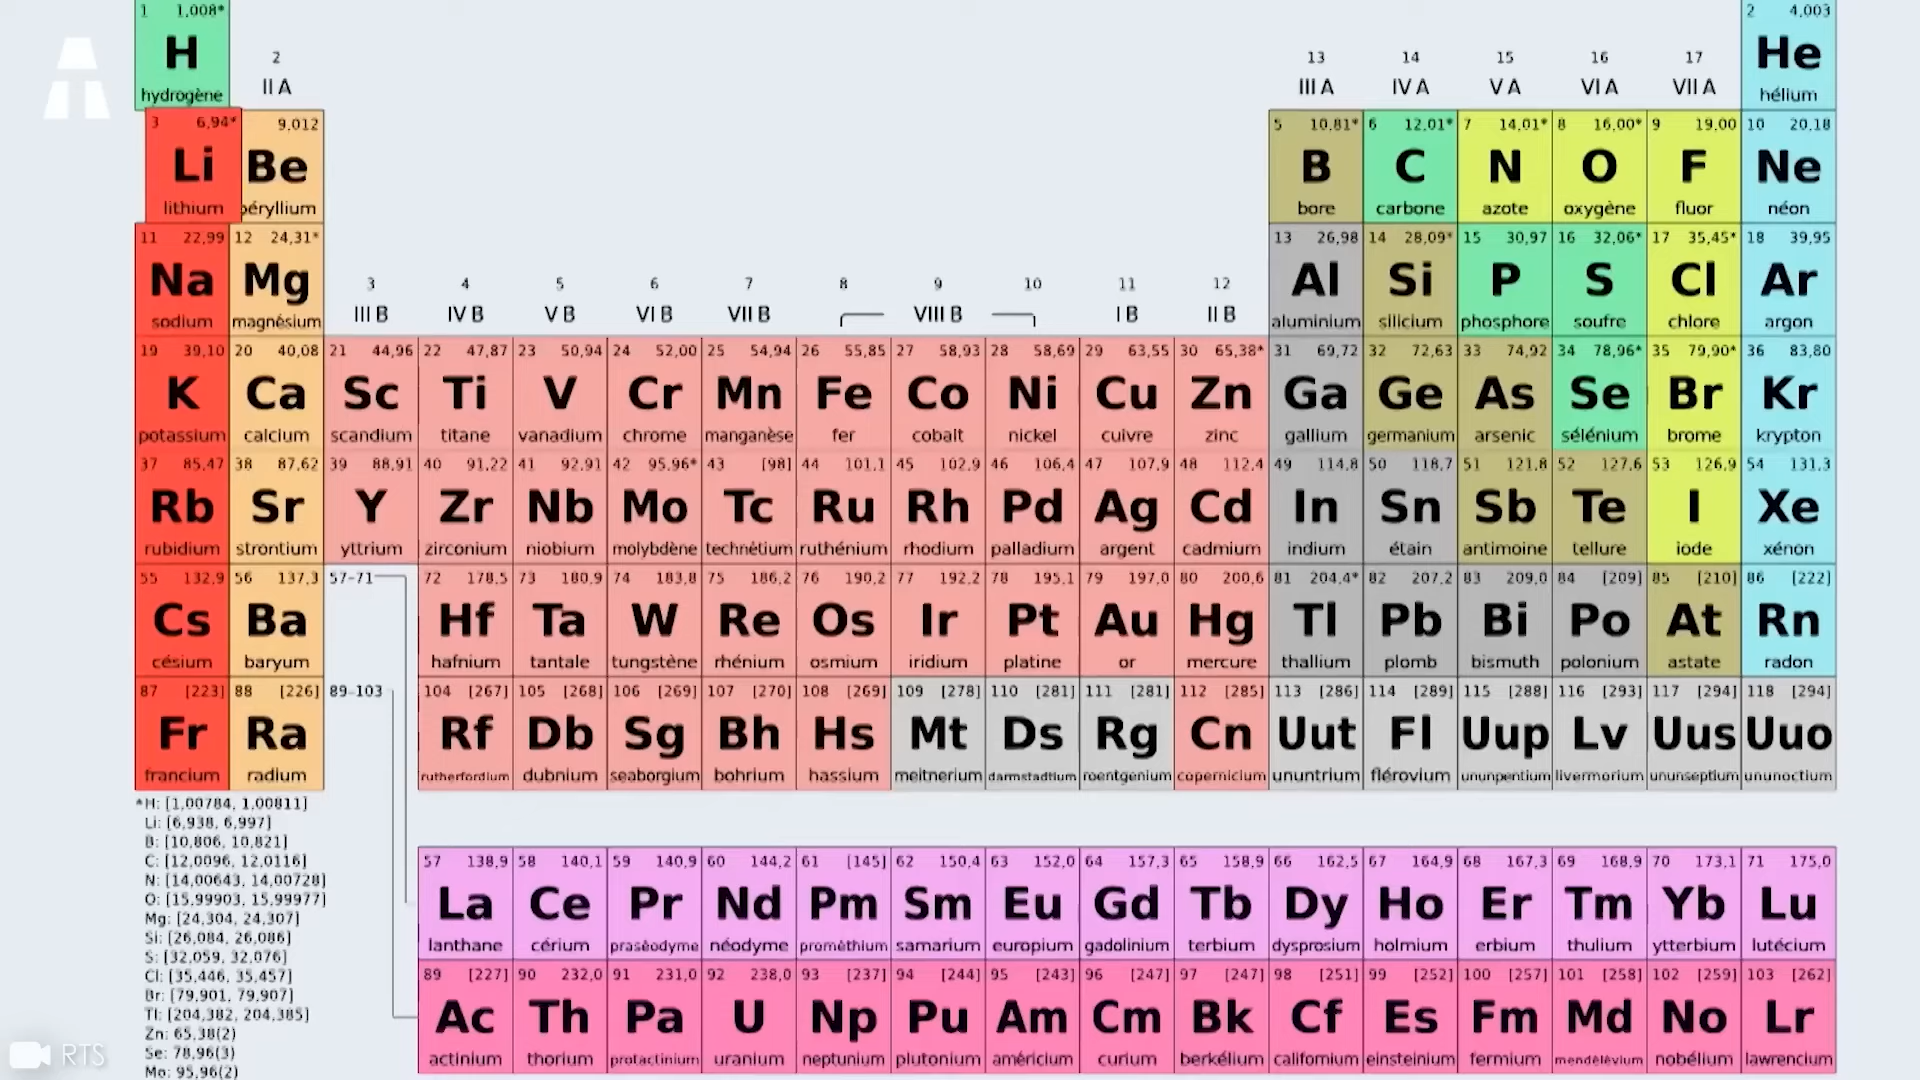 1 1,008* 2 4,003
H He
hydrogène hélium
2 13 14 15 16 17
II A III A IV A V A VI A VII A
3 6,94* 9,012 5 10,81* 6 12,01* 7 14,01* 8 16,00* 9 19,00 10 20,18
Li Be B C N O F Ne
lithium béryllium bore carbone azote oxygène fluor néon
11 22,99 12 24,31* 13 26,98 14 28,09* 15 30,97 16 32,06* 17 35,45* 18 39,95
Na Mg Al Si P S Cl Ar
3 4 5 6 7 8 9 10 11 12
sodium magnésium III B IV B V B VI B VII B VIII B I B II B aluminium silicium phosphore soufre chlore argon
19 39,10 20 40,08 21 44,96 22 47,87 23 50,94 24 52,00 25 54,94 26 55,85 27 58,93 28 58,69 29 63,55 30 65,38* 31 69,72 32 72,63 33 74,92 34 78,96* 35 79,90* 36 83,80
K Ca Sc Ti V Cr Mn Fe Co Ni Cu Zn Ga Ge As Se Br Kr
potassium calcium scandium titane vanadium chrome manganèse fer cobalt nickel cuivre zinc gallium germanium arsenic sélénium brome krypton
37 85,47 38 87,62 39 88,91 40 91,22 41 92,91 42 95,96* 43 [98] 44 101,1 45 102,9 46 106,4 47 107,9 48 112,4 49 114,8 50 118,7 51 121,8 52 127,6 53 126,9 54 131,3
Rb Sr Y Zr Nb Mo Tc Ru Rh Pd Ag Cd In Sn Sb Te I Xe
rubidium strontium yttrium zirconium niobium molybdène technétium ruthénium rhodium palladium argent cadmium indium étain antimoine tellure iode xénon
55 132,9 56 137,3 57-71 72 178,5 73 180,9 74 183,8 75 186,2 76 190,2 77 192,2 78 195,1 79 197,0 80 200,6 81 204,4* 82 207,2 83 209,0 84 [209] 85 [210] 86 [222]
Cs Ba Hf Ta W Re Os Ir Pt Au Hg Tl Pb Bi Po At Rn
césium baryum hafnium tantale tungstène rhénium osmium iridium platine or mercure thallium plomb bismuth polonium astate radon
87 [223] 88 [226] 89-103 104 [267] 105 [268] 106 [269] 107 [270] 108 [269] 109 [278] 110 [281] 111 [281] 112 [285] 113 [286] 114 [289] 115 [288] 116 [293] 117 [294] 118 [294]
Fr Ra Rf Db Sg Bh Hs Mt Ds Rg Cn Uut Fl Uup Lv Uus Uuo
francium radium rutherfordium dubnium seaborgium bohrium hassium meitnerium darmstadtium roentgenium copernicium ununtrium flérovium ununpentium livermorium ununseptium ununoctium
*H: [1,00784, 1,00811]
Li: [6,938, 6,997]
B: [10,806, 10,821]
C: [12,0096, 12,0116]
N: [14,00643, 14,00728]
O: [15,99903, 15,99977]
Mg: [24,304, 24,307]
Si: [26,084, 26,086]
S: [32,059, 32,076]
Cl: [35,446, 35,457]
Br: [79,901, 79,907]
Tl: [204,382, 204,385]
Zn: 65,38(2)
Se: 78,96(3)
Mo: 95,96(2)
57 138,9 58 140,1 59 140,9 60 144,2 61 [145] 62 150,4 63 152,0 64 157,3 65 158,9 66 162,5 67 164,9 68 167,3 69 168,9 70 173,1 71 175,0
La Ce Pr Nd Pm Sm Eu Gd Tb Dy Ho Er Tm Yb Lu
lanthane cérium praséodyme néodyme prométhium samarium europium gadolinium terbium dysprosium holmium erbium thulium ytterbium lutécium
89 [227] 90 232,0 91 231,0 92 238,0 93 [237] 94 [244] 95 [243] 96 [247] 97 [247] 98 [251] 99 [252] 100 [257] 101 [258] 102 [259] 103 [262]
Ac Th Pa U Np Pu Am Cm Bk Cf Es Fm Md No Lr
actinium thorium protactinium uranium neptunium plutonium américium curium berkélium californium einsteinium fermium mendélévium nobélium lawrencium
RTS